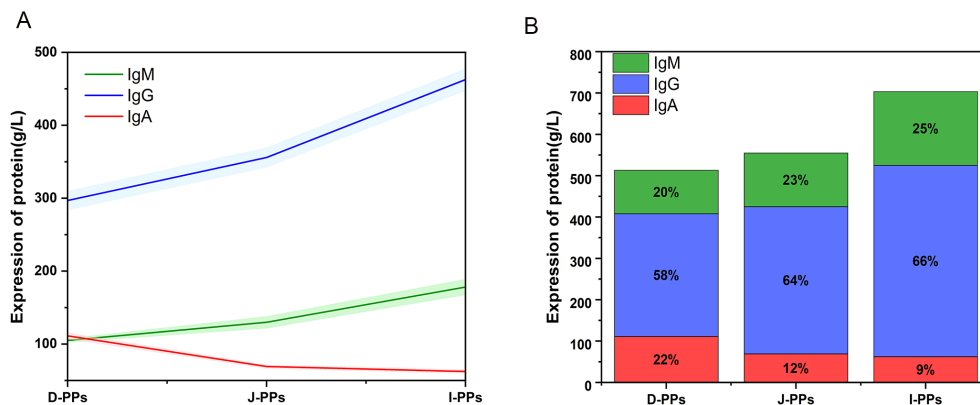 A
Expression of protein(g/L)
500
400
300
200
100
IgM
IgG
IgA
D-PPs
J-PPs
I-PPs
B
Expression of protein(g/L)
800
700
600
500
400
300
200
100
0
IgM
IgG
IgA
20%
58%
22%
23%
64%
12%
25%
66%
9%
D-PPs
J-PPs
I-PPs